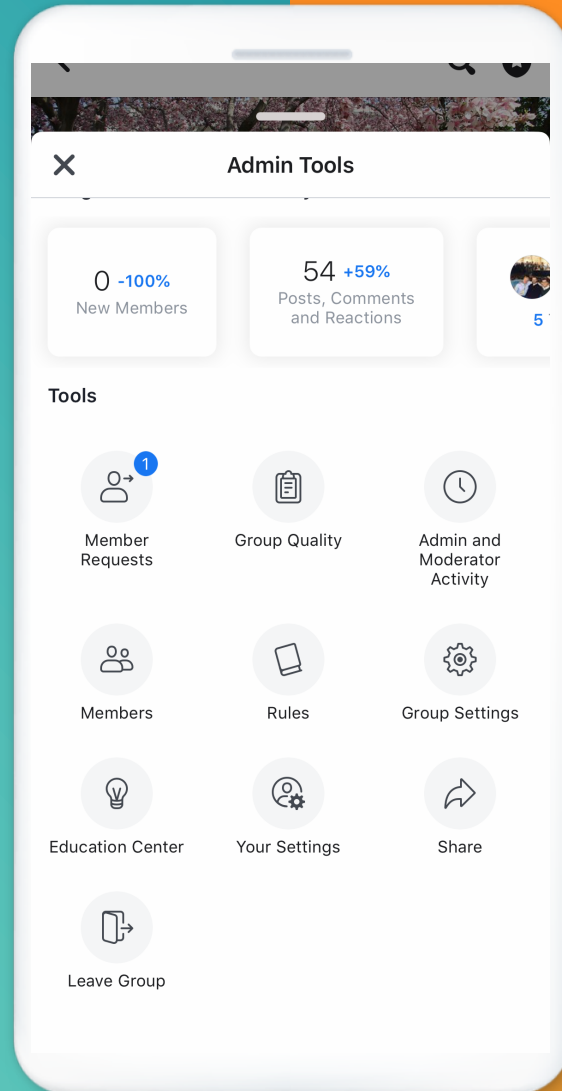 Admin Tools
0 -100%
New Members
54 +59%
Posts, Comments
and Reactions
5
Tools
1
Member
Requests
Group Quality
Admin and
Moderator
Activity
Members
Rules
Group Settings
Education Center
Your Settings
Share
Leave Group